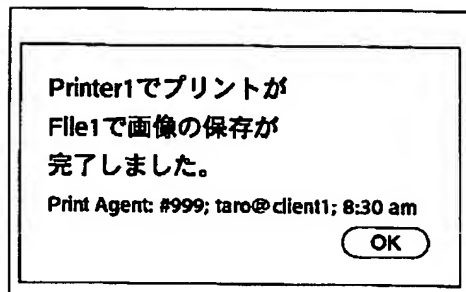 Printer1でプリントが
File1で画像の保存が
完了しました。
Print Agent: #999; taro@client1; 8:30 am
OK